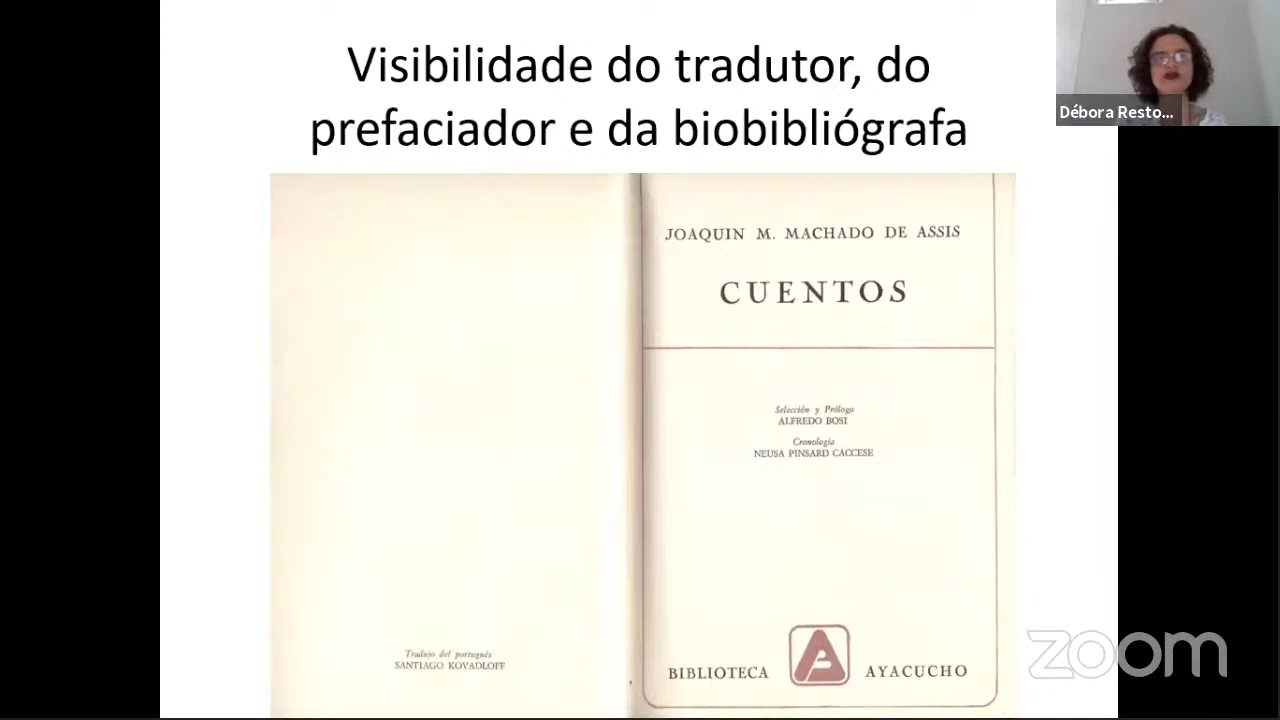 Visibilidade do tradutor, do
prefaciador e da biobibliógrafa
Débora Resto...
JOAQUIN M. MACHADO DE ASSIS
CUENTOS
Selección y Prólogo
ALFREDO BOSI
Cronología
NEUSA PINSARD CACCESE
Tradujo del portugués
SANTIAGO KOVADLOFF
BIBLIOTECA AYACUCHO
zoom